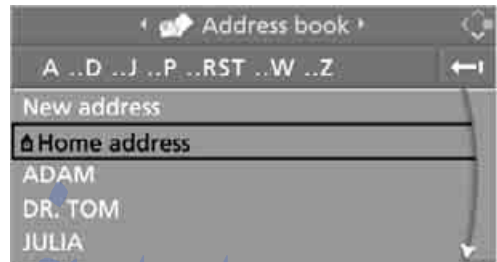 Address book
A ..D ..J ..P ..RST ..W ..Z
New address
Home address
ADAM
DR. TOM
JULIA